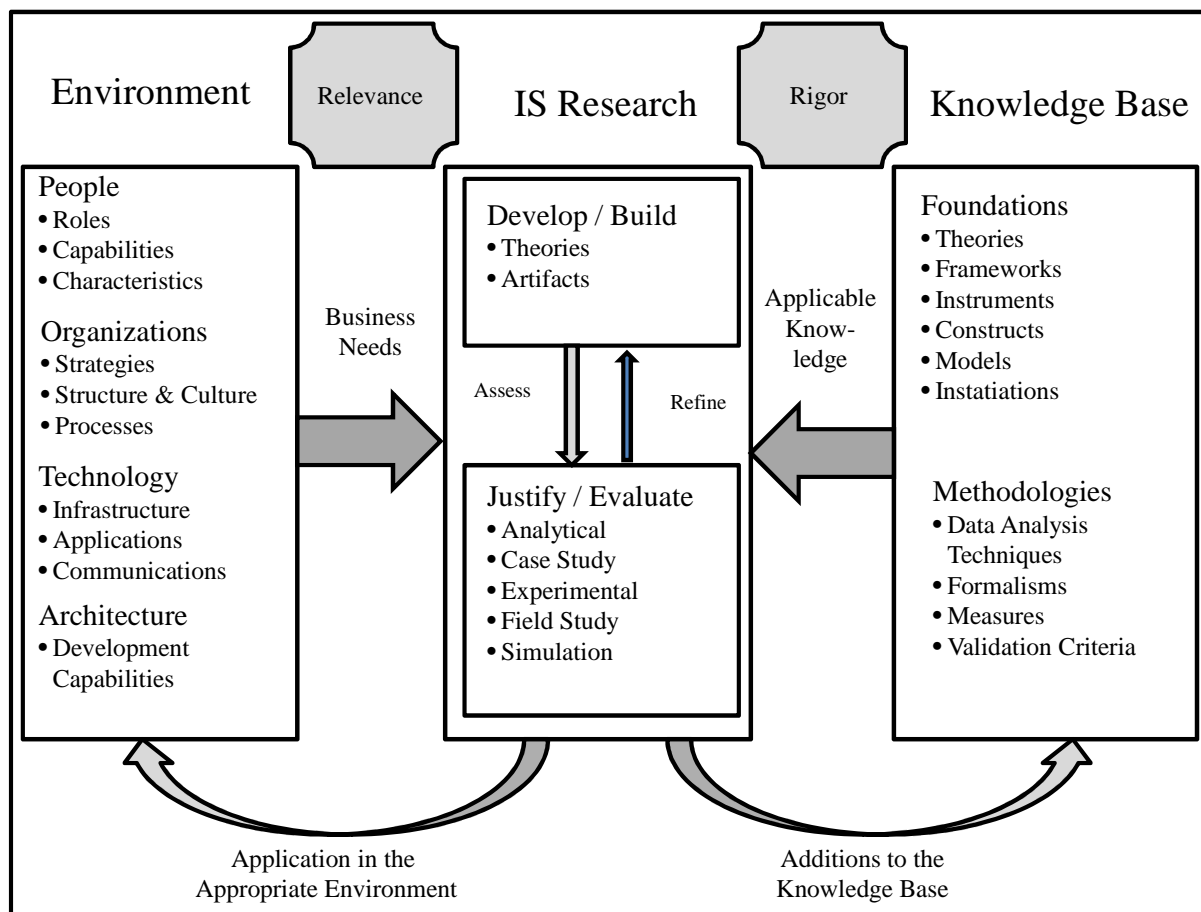 Environment
Relevance
IS Research
Rigor
Knowledge Base
People
• Roles
• Capabilities
• Characteristics
Organizations
• Strategies
• Structure & Culture
• Processes
Technology
• Infrastructure
• Applications
• Communications
Architecture
• Development
Capabilities
Business
Needs
Develop / Build
• Theories
• Artifacts
Assess
Refine
Justify / Evaluate
• Analytical
• Case Study
• Experimental
• Field Study
• Simulation
Applicable
Know-
ledge
Foundations
• Theories
• Frameworks
• Instruments
• Constructs
• Models
• Instatiations
Methodologies
• Data Analysis
Techniques
• Formalisms
• Measures
• Validation Criteria
Application in the
Appropriate Environment
Additions to the
Knowledge Base